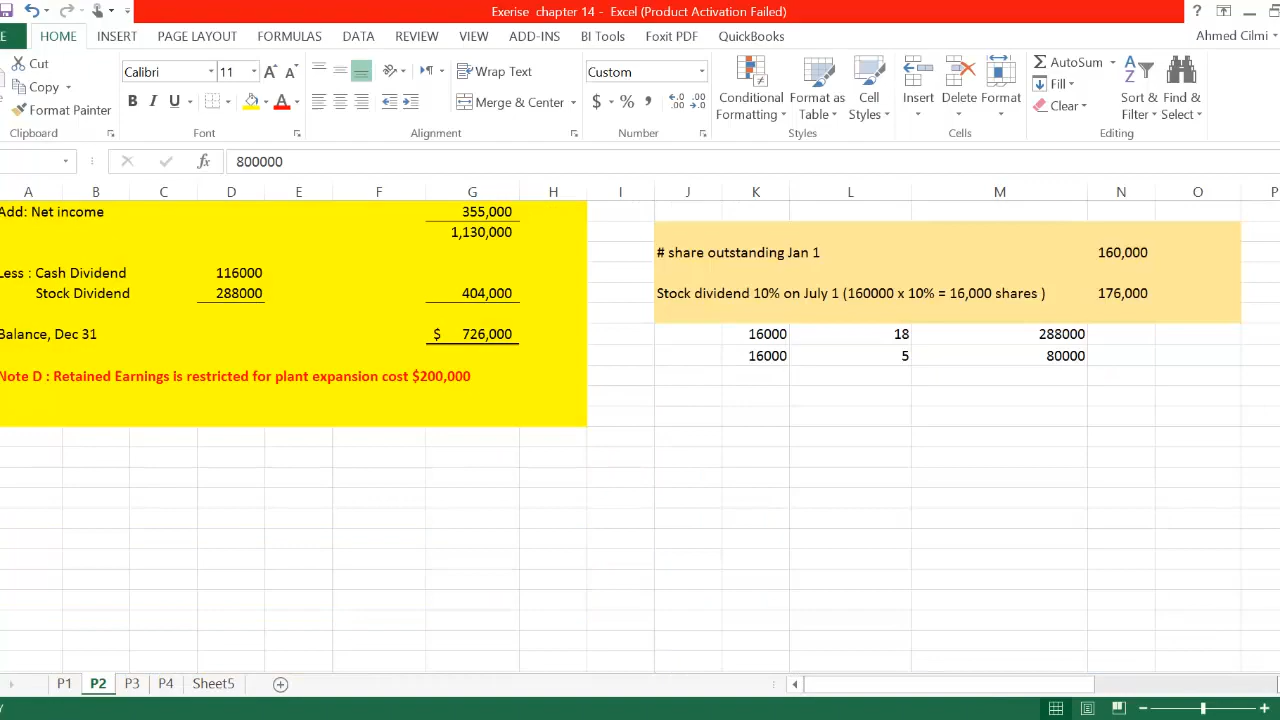 Exerise chapter 14 - Excel (Product Activation Failed)
?
E HOME INSERT PAGE LAYOUT FORMULAS DATA REVIEW VIEW ADD-INS BI Tools Foxit PDF QuickBooks Ahmed Cilmi
Cut
Copy
Format Painter
Clipboard
Calibri 11 A A
B I U A
Font
Wrap Text
Merge & Center
Alignment
Custom
$ % , .0 .00 .00 .0
Number
Conditional Formatting
Format as Table
Cell Styles
Styles
Insert Delete Format
Cells
AutoSum
Fill
Clear
Sort & Filter
Find & Select
Editing
fx 800000
A B C D E F G H I J K L M N O P
Add: Net income 355,000
1,130,000
# share outstanding Jan 1 160,000
Less : Cash Dividend 116000
Stock Dividend 288000 404,000
Stock dividend 10% on July 1 (160000 x 10% = 16,000 shares ) 176,000
Balance, Dec 31 $ 726,000
16000 18 288000
16000 5 80000
Note D : Retained Earnings is restricted for plant expansion cost $200,000
P1 P2 P3 P4 Sheet5